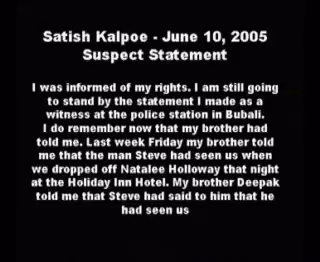 Satish Kalpoe - June 10, 2005
Suspect Statement
I was informed of my rights. I am still going
to stand by the statement I made as a
witness at the police station in Bubali.
I do remember now that my brother had
told me. Last week Friday my brother told
me that the man Steve had seen us when
we dropped off Natalee Holloway that night
at the Holiday Inn Hotel. My brother Deepak
told me that Steve had said to him that he
had seen us